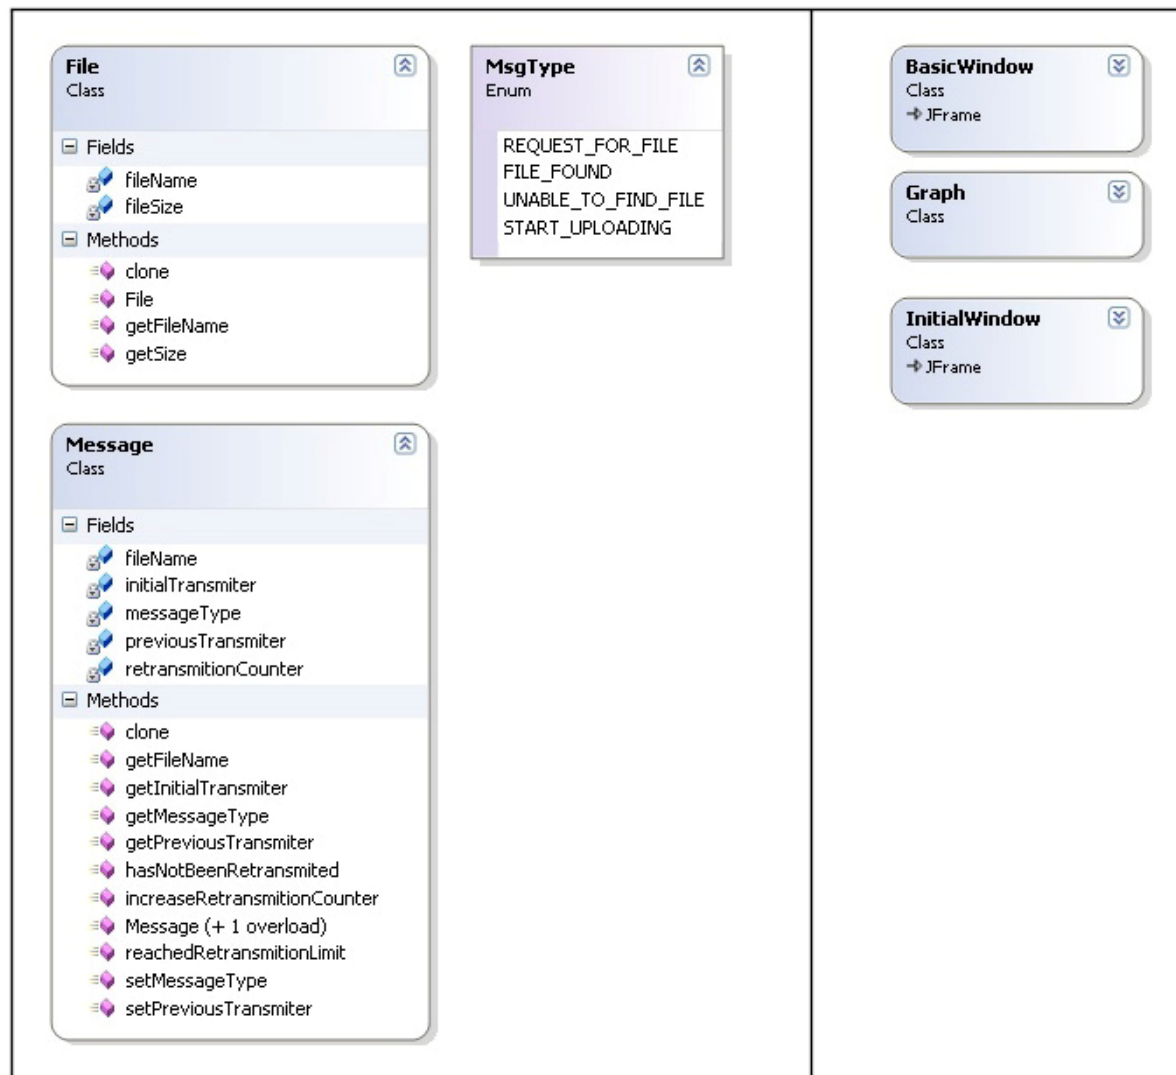 File
Class
Fields
fileName
fileSize
Methods
clone
File
getFileName
getSize
MsgType
Enum
REQUEST_FOR_FILE
FILE_FOUND
UNABLE_TO_FIND_FILE
START_UPLOADING
Message
Class
Fields
fileName
initialTransmiter
messageType
previousTransmiter
retransmitionCounter
Methods
clone
getFileName
getInitialTransmiter
getMessageType
getPreviousTransmiter
hasNotBeenRetransmited
increaseRetransmitionCounter
Message (+ 1 overload)
reachedRetransmitionLimit
setMessageType
setPreviousTransmiter
BasicWindow
Class
JFrame
Graph
Class
InitialWindow
Class
JFrame